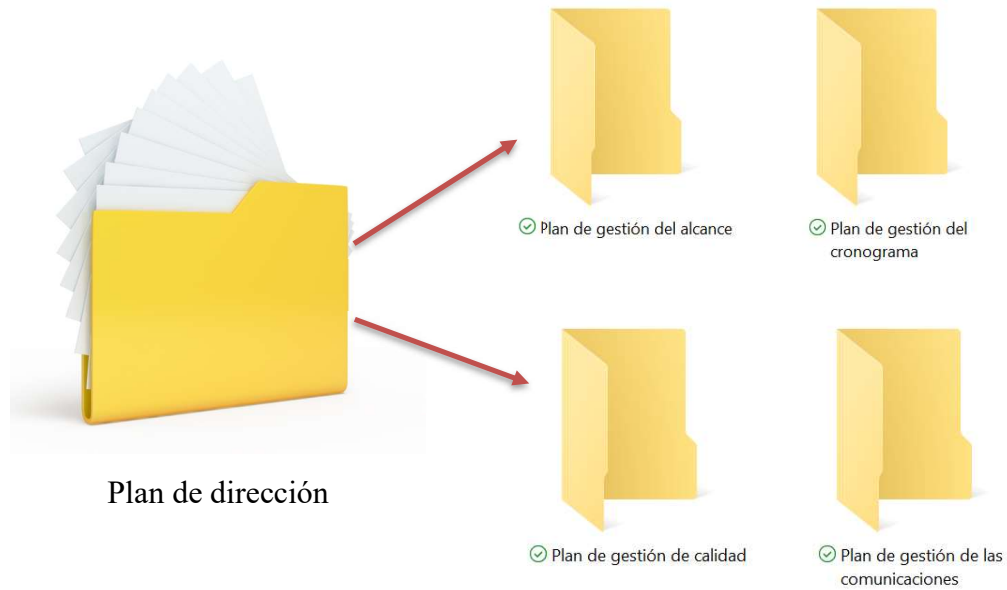 Plan de gestión del alcance
Plan de gestión del
cronograma
Plan de dirección
Plan de gestión de calidad
Plan de gestión de las
comunicaciones